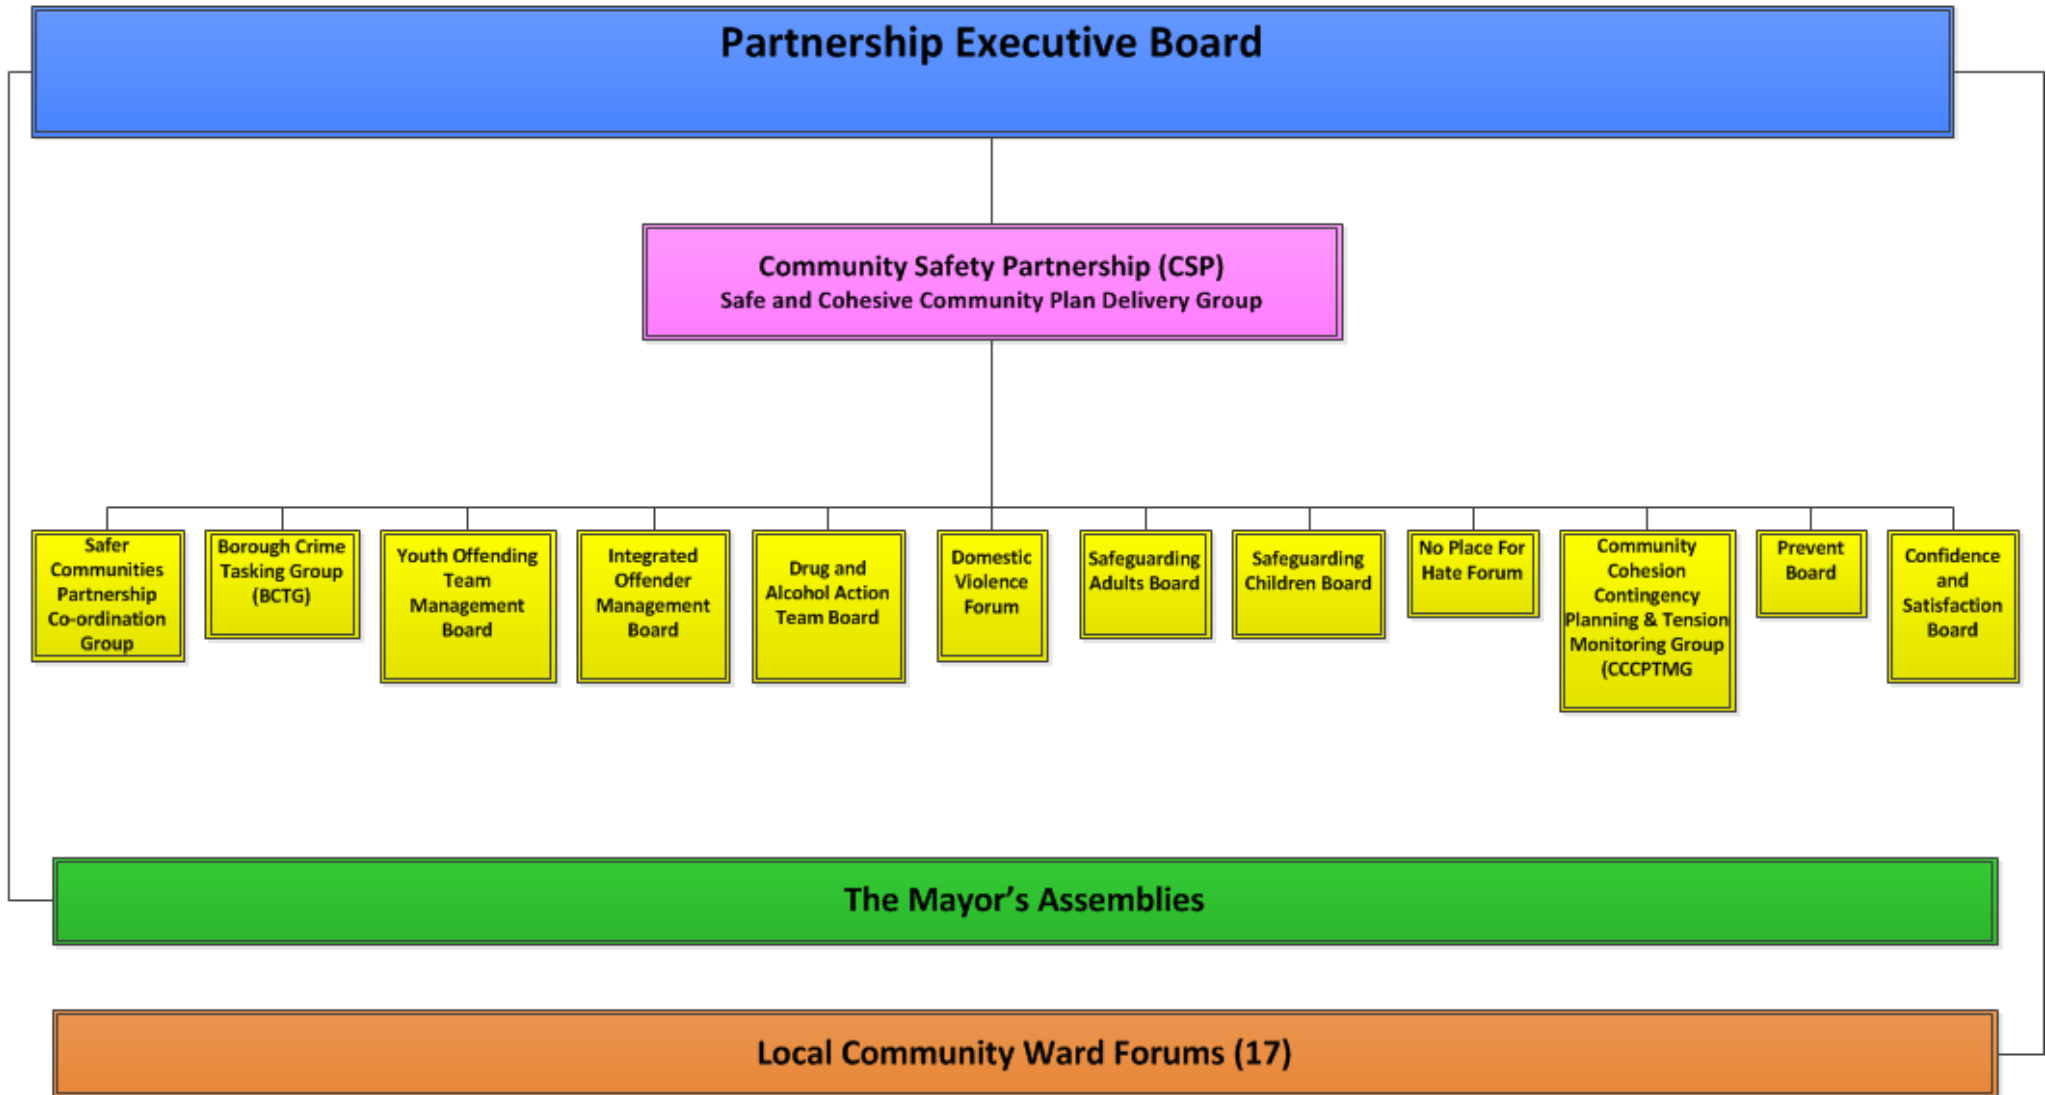 Partnership Executive Board
Community Safety Partnership (CSP)
Safe and Cohesive Community Plan Delivery Group
Safer
Communities
Partnership
Co-ordination
Group
Borough Crime
Tasking Group
(BCTG)
Youth Offending
Team
Management
Board
Integrated
Offender
Management
Board
Drug and
Alcohol Action
Team Board
Domestic
Violence
Forum
Safeguarding
Adults Board
Safeguarding
Children Board
No Place For
Hate Forum
Community
Cohesion
Contingency
Planning & Tension
Monitoring Group
(CCCPTMG
Prevent
Board
Confidence
and
Satisfaction
Board
The Mayor’s Assemblies
Local Community Ward Forums (17)